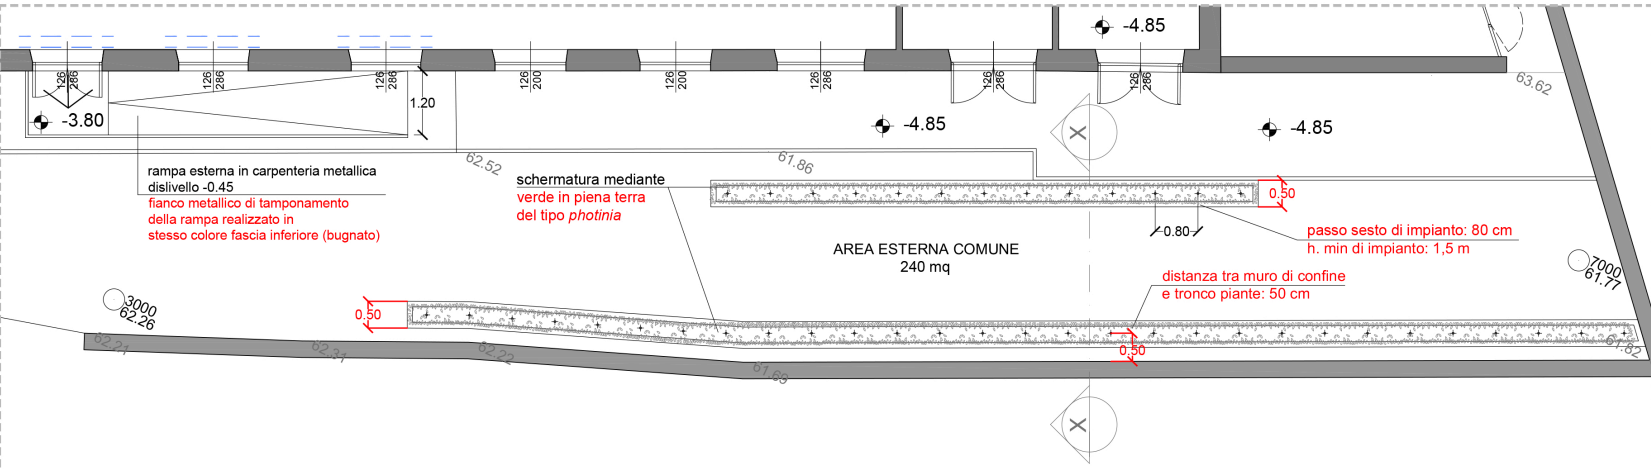 -4.85
126
286
126
286
126
286
126
200
126
200
126
286
126
286
126
286
63.62
1.20
-3.80
-4.85
-4.85
X
62.52
61.86
rampa esterna in carpenteria metallica
dislivello -0.45
fianco metallico di tamponamento
della rampa realizzato in
stesso colore fascia inferiore (bugnato)
schermatura mediante
verde in piena terra
del tipo photinia
0.50
0.80
passo sesto di impianto: 80 cm
h. min di impianto: 1,5 m
AREA ESTERNA COMUNE
240 mq
7000
61.77
distanza tra muro di confine
e tronco piante: 50 cm
3000
62.26
0.50
0.50
62.21
62.31
62.22
61.69
61.82
X